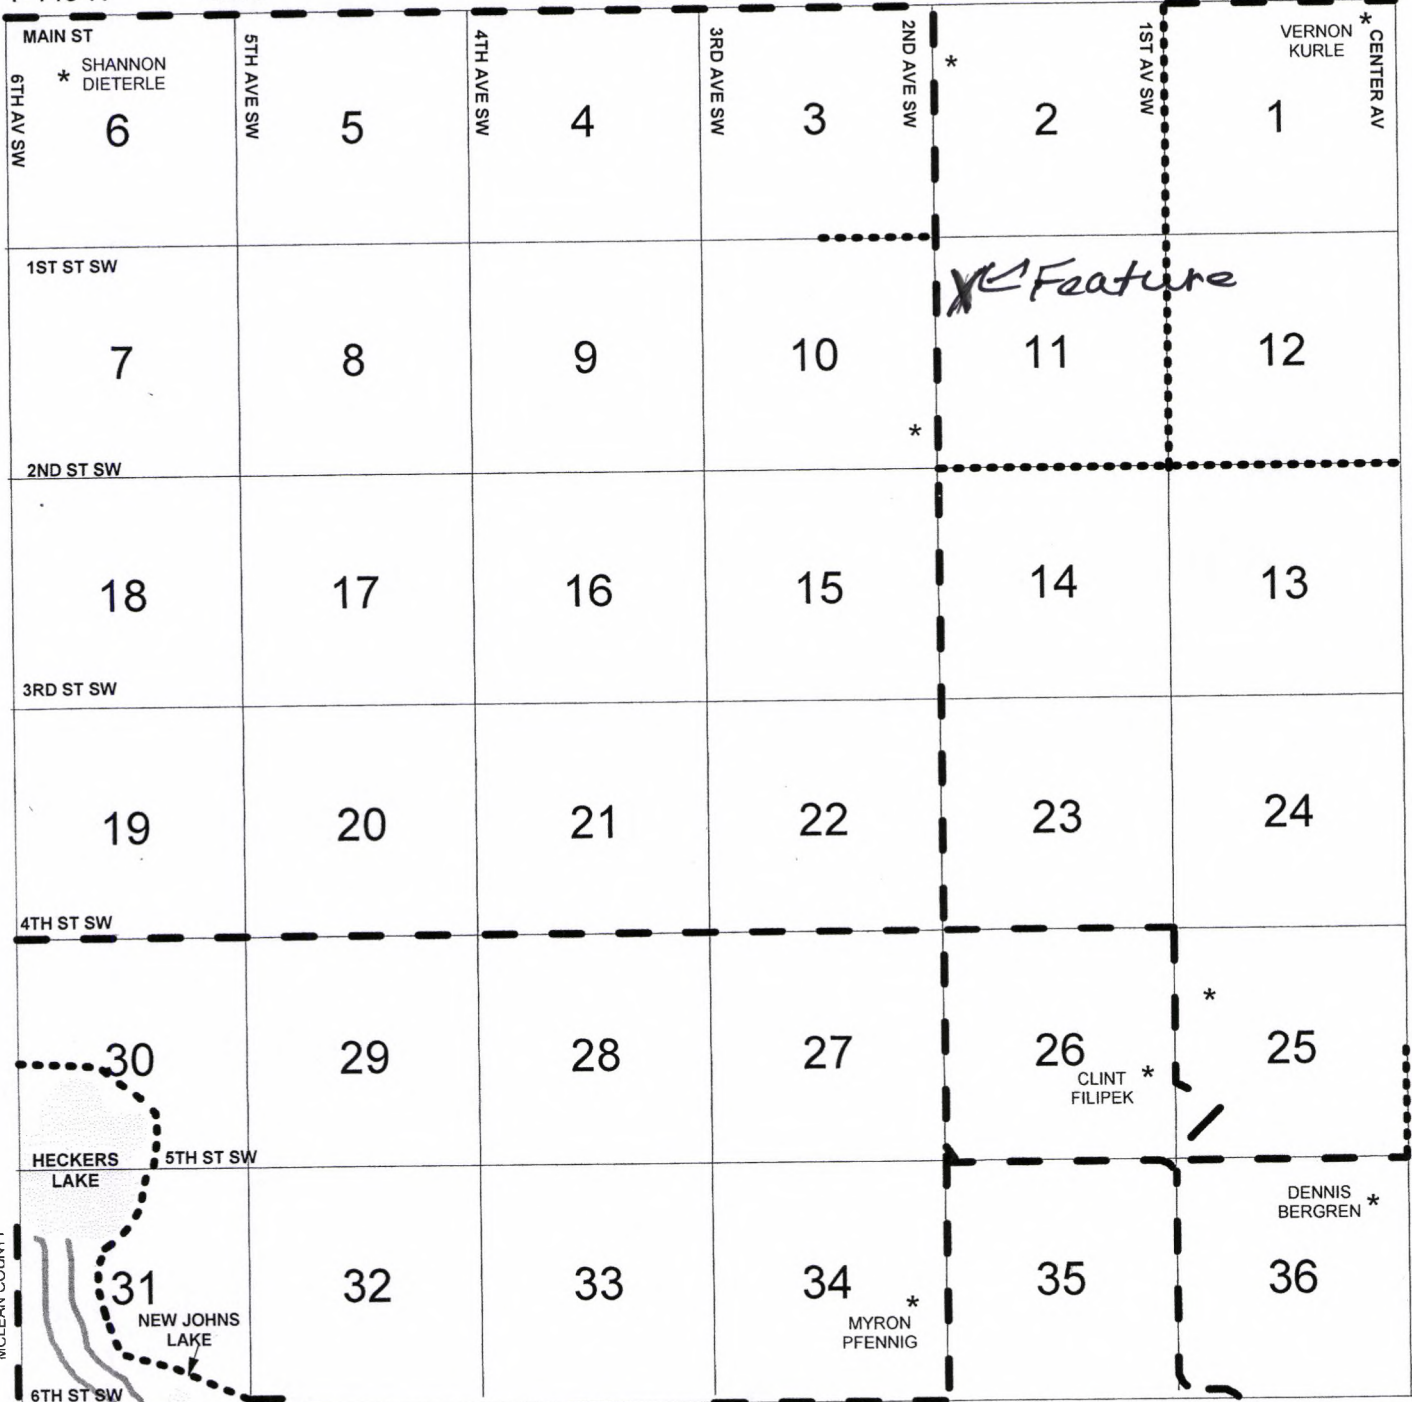 MAIN ST
* SHANNON
DIETERLE
6TH AV SW
6
5TH AVE SW
5
4TH AVE SW
4
3RD AVE SW
3
2ND AVE SW
*
2
1ST AV SW
VERNON *
KURLE
CENTER AV
1
1ST ST SW
X Feature
7
8
9
10
11
12
*
2ND ST SW
18
17
16
15
14
13
3RD ST SW
19
20
21
22
23
24
4TH ST SW
30
29
28
27
26
CLINT *
FILIPEK
*
25
HECKERS
LAKE
5TH ST SW
DENNIS
BERGREN *
MCLEAN COUNTY
31
32
33
34
*
MYRON
PFENNIG
35
36
NEW JOHNS
LAKE
6TH ST SW